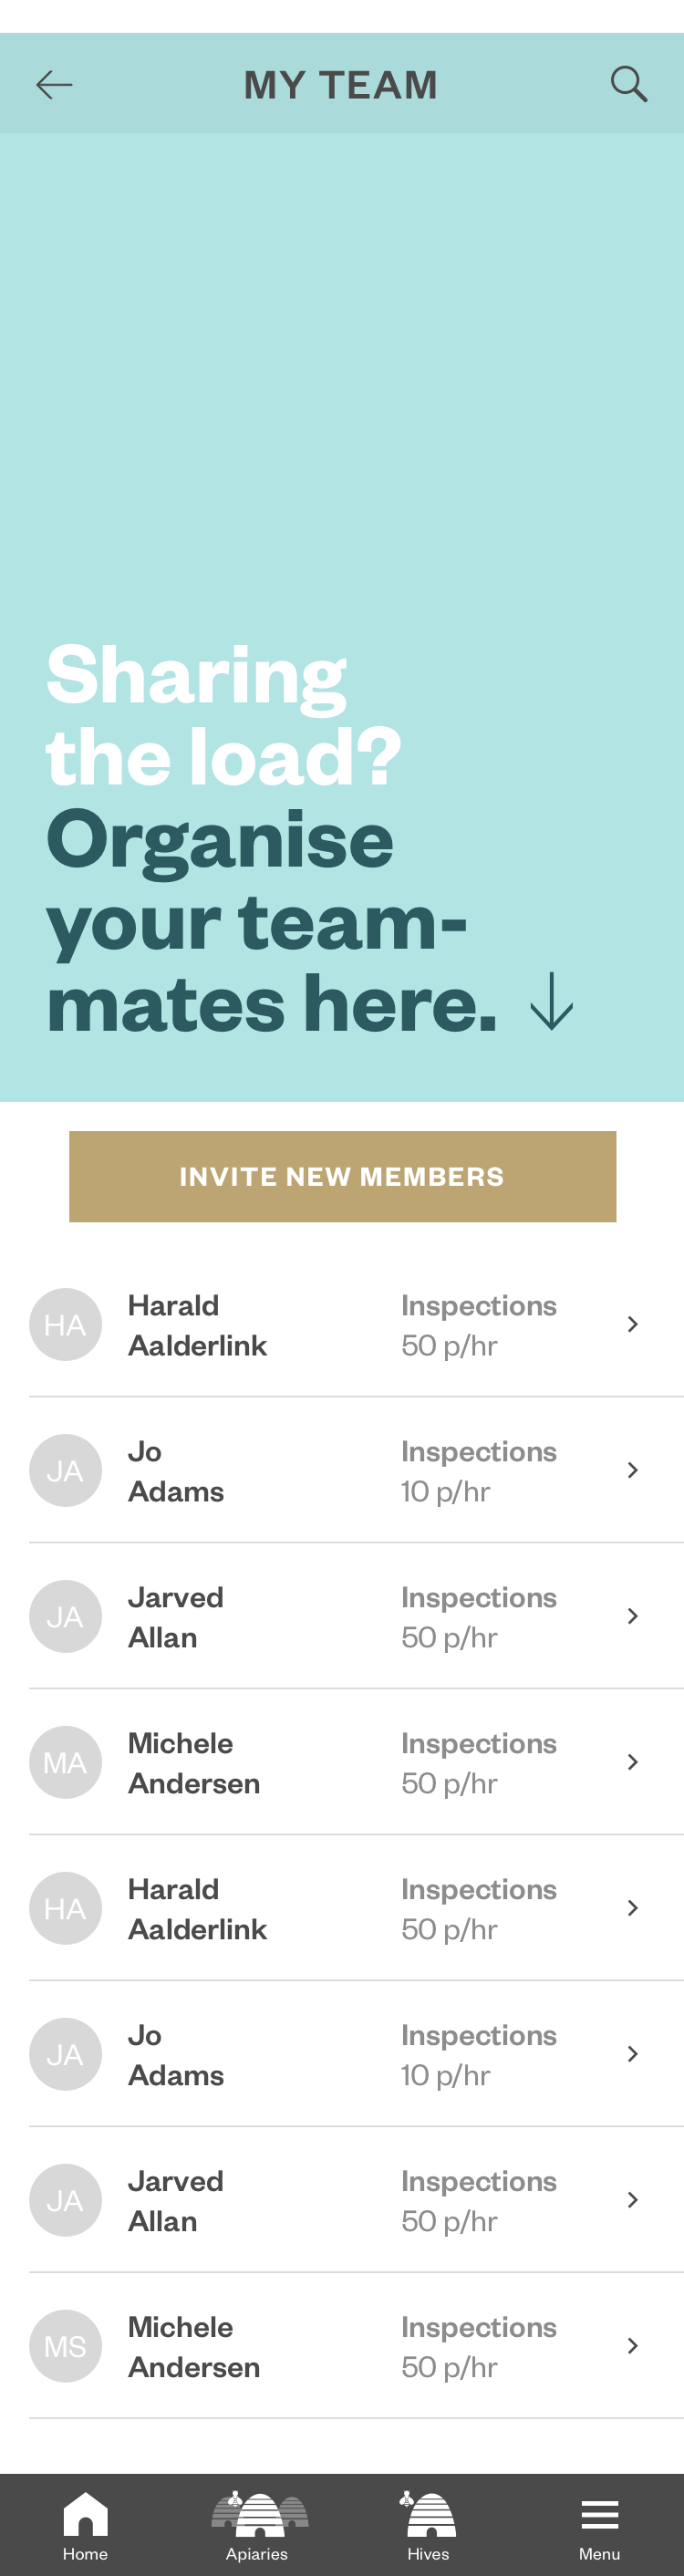 MY TEAM
Sharing
the load?
Organise
your team-
mates here.
INVITE NEW MEMBERS
HA
Harald
Aalderlink
Inspections
50 p/hr
JA
Jo
Adams
Inspections
10 p/hr
JA
Jarved
Allan
Inspections
50 p/hr
MA
Michele
Andersen
Inspections
50 p/hr
HA
Harald
Aalderlink
Inspections
50 p/hr
JA
Jo
Adams
Inspections
10 p/hr
JA
Jarved
Allan
Inspections
50 p/hr
MS
Michele
Andersen
Inspections
50 p/hr
Home
Apiaries
Hives
Menu